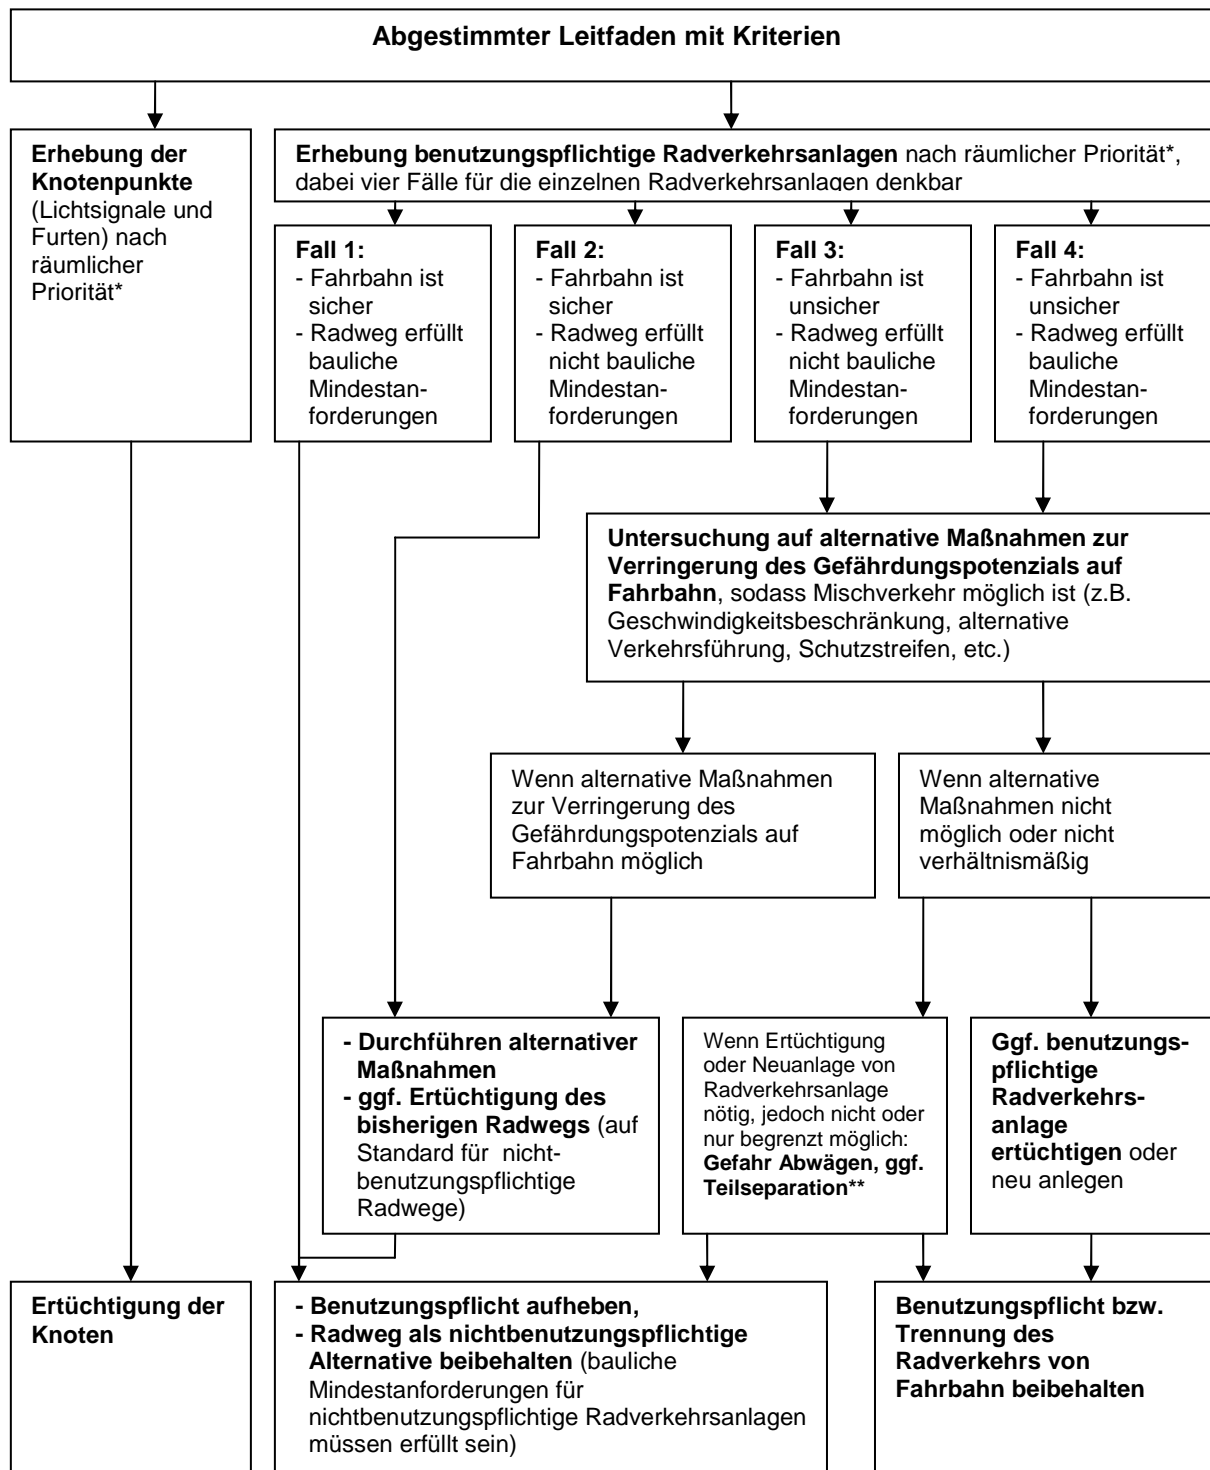 Abgestimmter Leitfaden mit Kriterien
Erhebung der
Knotenpunkte
(Lichtsignale und
Furten) nach
räumlicher
Priorität*
Erhebung benutzungspflichtige Radverkehrsanlagen nach räumlicher Priorität*,
dabei vier Fälle für die einzelnen Radverkehrsanlagen denkbar
Fall 1:
- Fahrbahn ist
sicher
- Radweg erfüllt
bauliche
Mindestan-
forderungen
Fall 2:
- Fahrbahn ist
sicher
- Radweg erfüllt
nicht bauliche
Mindestan-
forderungen
Fall 3:
- Fahrbahn ist
unsicher
- Radweg erfüllt
nicht bauliche
Mindestan-
forderungen
Fall 4:
- Fahrbahn ist
unsicher
- Radweg erfüllt
bauliche
Mindestan-
forderungen
Untersuchung auf alternative Maßnahmen zur
Verringerung des Gefährdungspotenzials auf
Fahrbahn, sodass Mischverkehr möglich ist (z.B.
Geschwindigkeitsbeschränkung, alternative
Verkehrsführung, Schutzstreifen, etc.)
Wenn alternative Maßnahmen
zur Verringerung des
Gefährdungspotenzials auf
Fahrbahn möglich
Wenn alternative
Maßnahmen nicht
möglich oder nicht
verhältnismäßig
- Durchführen alternativer
Maßnahmen
- ggf. Ertüchtigung des
bisherigen Radwegs (auf
Standard für nicht-
benutzungspflichtige
Radwege)
Wenn Ertüchtigung
oder Neuanlage von
Radverkehrsanlage
nötig, jedoch nicht oder
nur begrenzt möglich:
Gefahr Abwägen, ggf.
Teilseparation**
Ggf. benutzungs-
pflichtige
Radverkehrs-
anlage
ertüchtigen oder
neu anlegen
Ertüchtigung der
Knoten
- Benutzungspflicht aufheben,
- Radweg als nichtbenutzungspflichtige
Alternative beibehalten (bauliche
Mindestanforderungen für
nichtbenutzungspflichtige Radverkehrsanlagen
müssen erfüllt sein)
Benutzungspflicht bzw.
Trennung des
Radverkehrs von
Fahrbahn beibehalten